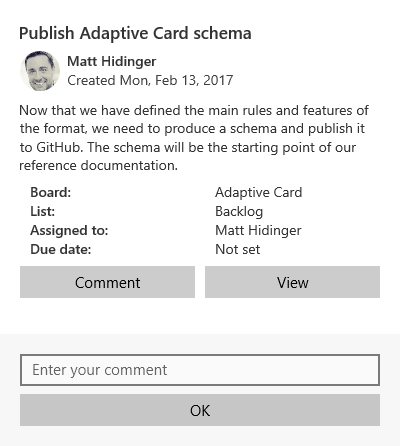 Publish Adaptive Card schema
Matt Hidinger
Created Mon, Feb 13, 2017
Now that we have defined the main rules and features of
the format, we need to produce a schema and publish it
to GitHub. The schema will be the starting point of our
reference documentation.
Board: Adaptive Card
List: Backlog
Assigned to: Matt Hidinger
Due date: Not set
Comment View
Enter your comment
OK